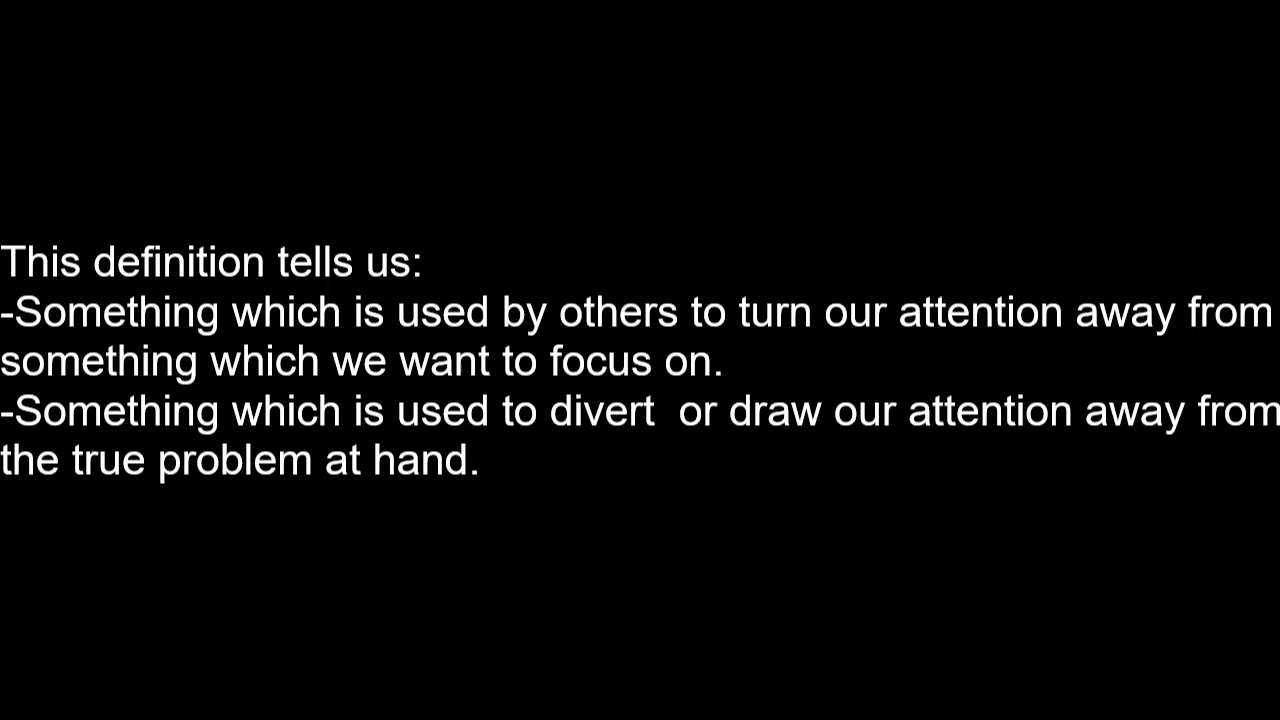 This definition tells us:
-Something which is used by others to turn our attention away from
something which we want to focus on.
-Something which is used to divert  or draw our attention away from
the true problem at hand.